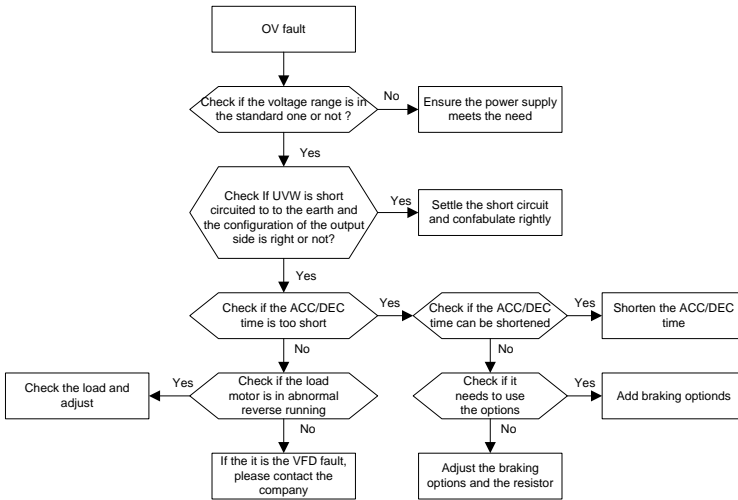 OV fault
Check if the voltage range is in
the standard one or not ?
No
Ensure the power supply
meets the need
Yes
Check If UVW is short
circuited to to the earth and
the configuration of the output
side is right or not?
Yes
Settle the short circuit
and confabulate rightly
Yes
Check if the ACC/DEC
time is too short
Yes
Check if the ACC/DEC
time can be shortened
Yes
Shorten the ACC/DEC
time
No
No
Check the load and
adjust
Yes
Check if the load
motor is in abnormal
reverse running
Check if it
needs to use
the options
Yes
Add braking optionds
No
No
If the it is the VFD fault,
please contact the
company
Adjust the braking
options and the resistor